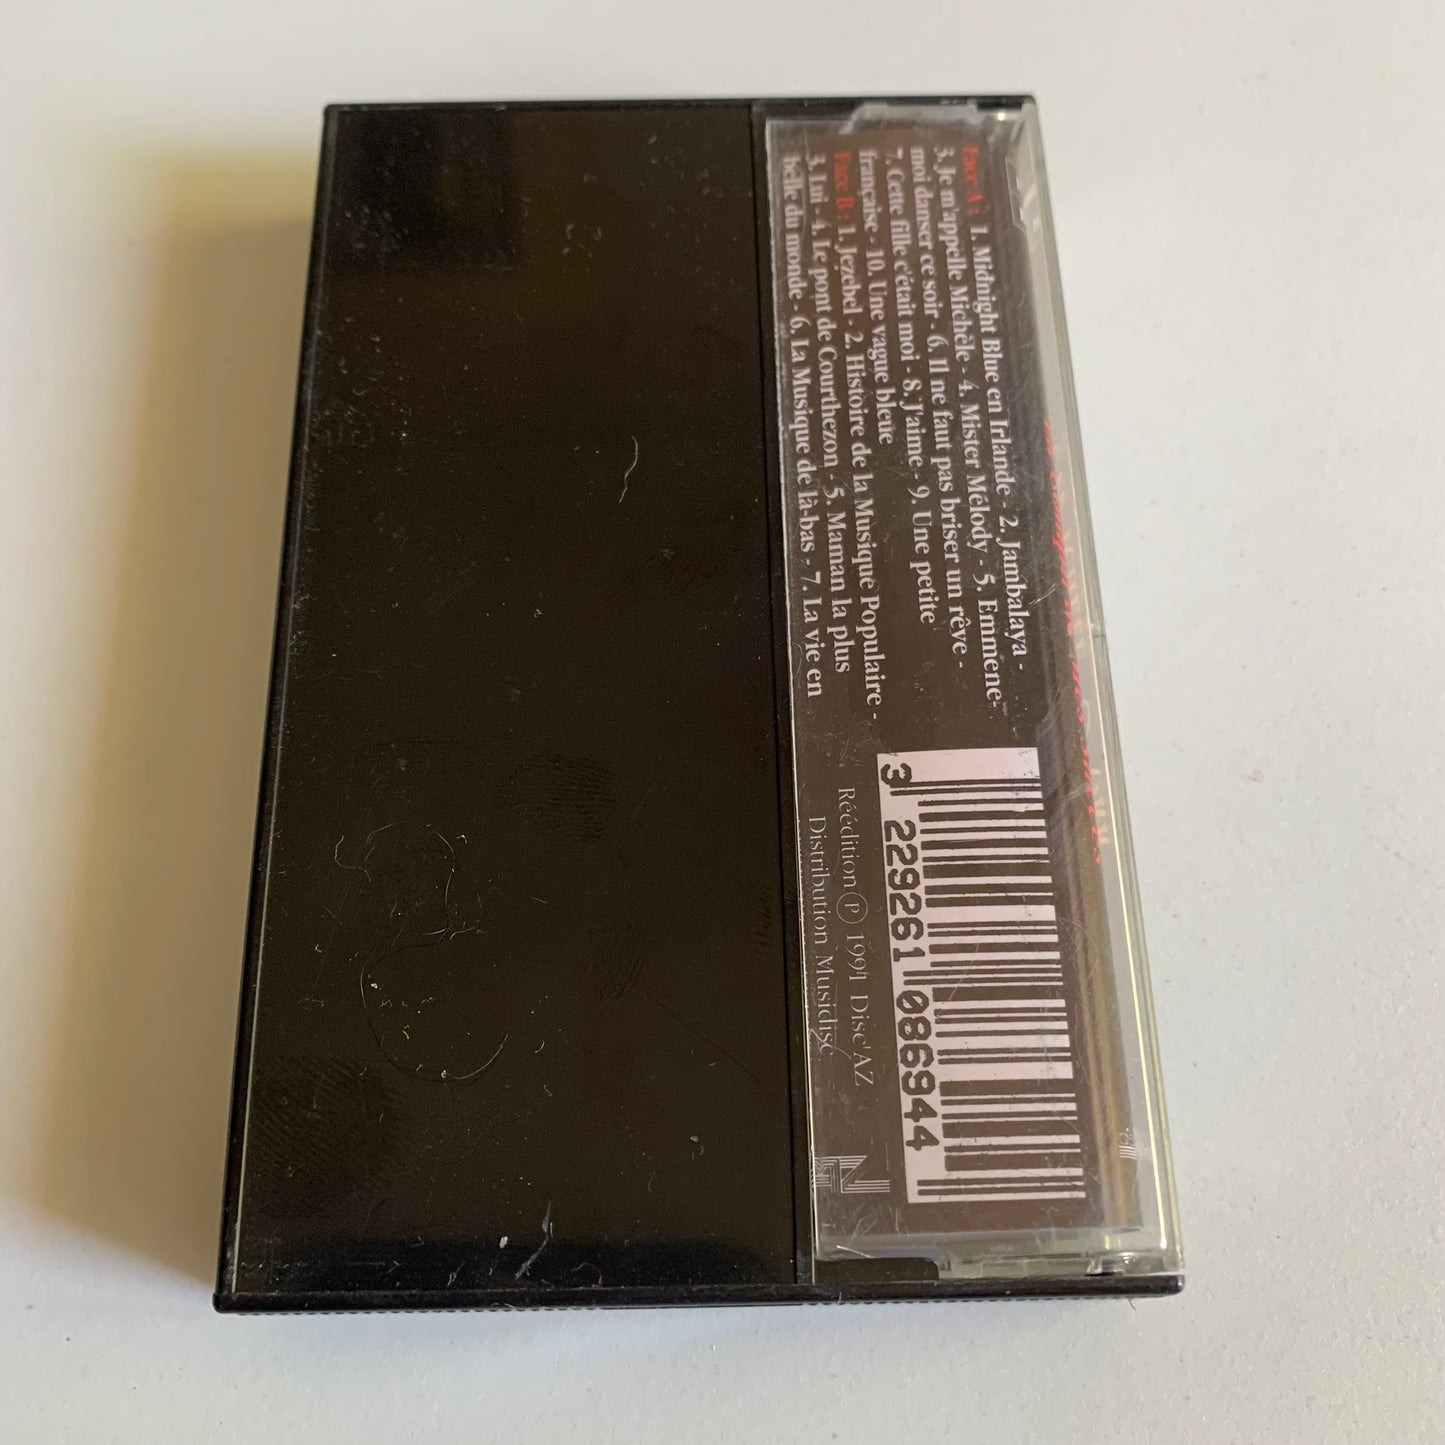 Face A : 1. Midnight Blue en Irlande - 2. Jambalaya -
3. Je m'appelle Michèle - 4. Mister Mélody - 5. Emmène-
moi danser ce soir - 6. Il ne faut pas briser un rêve -
7. Cette fille c'était moi - 8. J'aime - 9. Une petite
française - 10. Une vague bleue
Face B : 1. Jezebel - 2. Histoire de la Musique Populaire -
3. Lui - 4. Le pont de Courthezon - 5. Maman la plus
belle du monde - 6. La Musique de là-bas - 7. La vie en
3 229261 086944
Réédition Ⓟ 1991 Disc'AZ
Distribution Musidisc